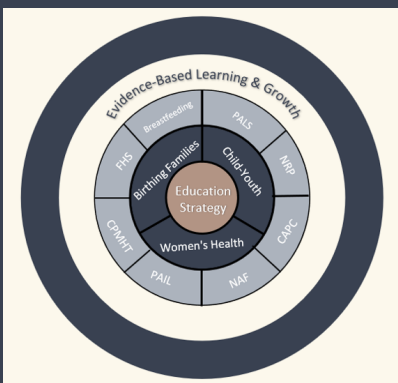 Evidence-Based Learning & Growth
Breastfeeding
PALS
FHS
NRP
Birthing Families
Child-Youth
Education
Strategy
CPMHT
CAPC
Women's Health
PAIL
NAF